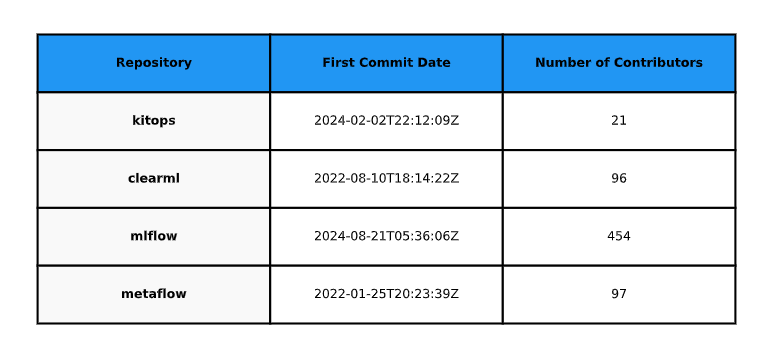 Repository First Commit Date Number of Contributors
kitops 2024-02-02T22:12:09Z 21
clearml 2022-08-10T18:14:22Z 96
mlflow 2024-08-21T05:36:06Z 454
metaflow 2022-01-25T20:23:39Z 97